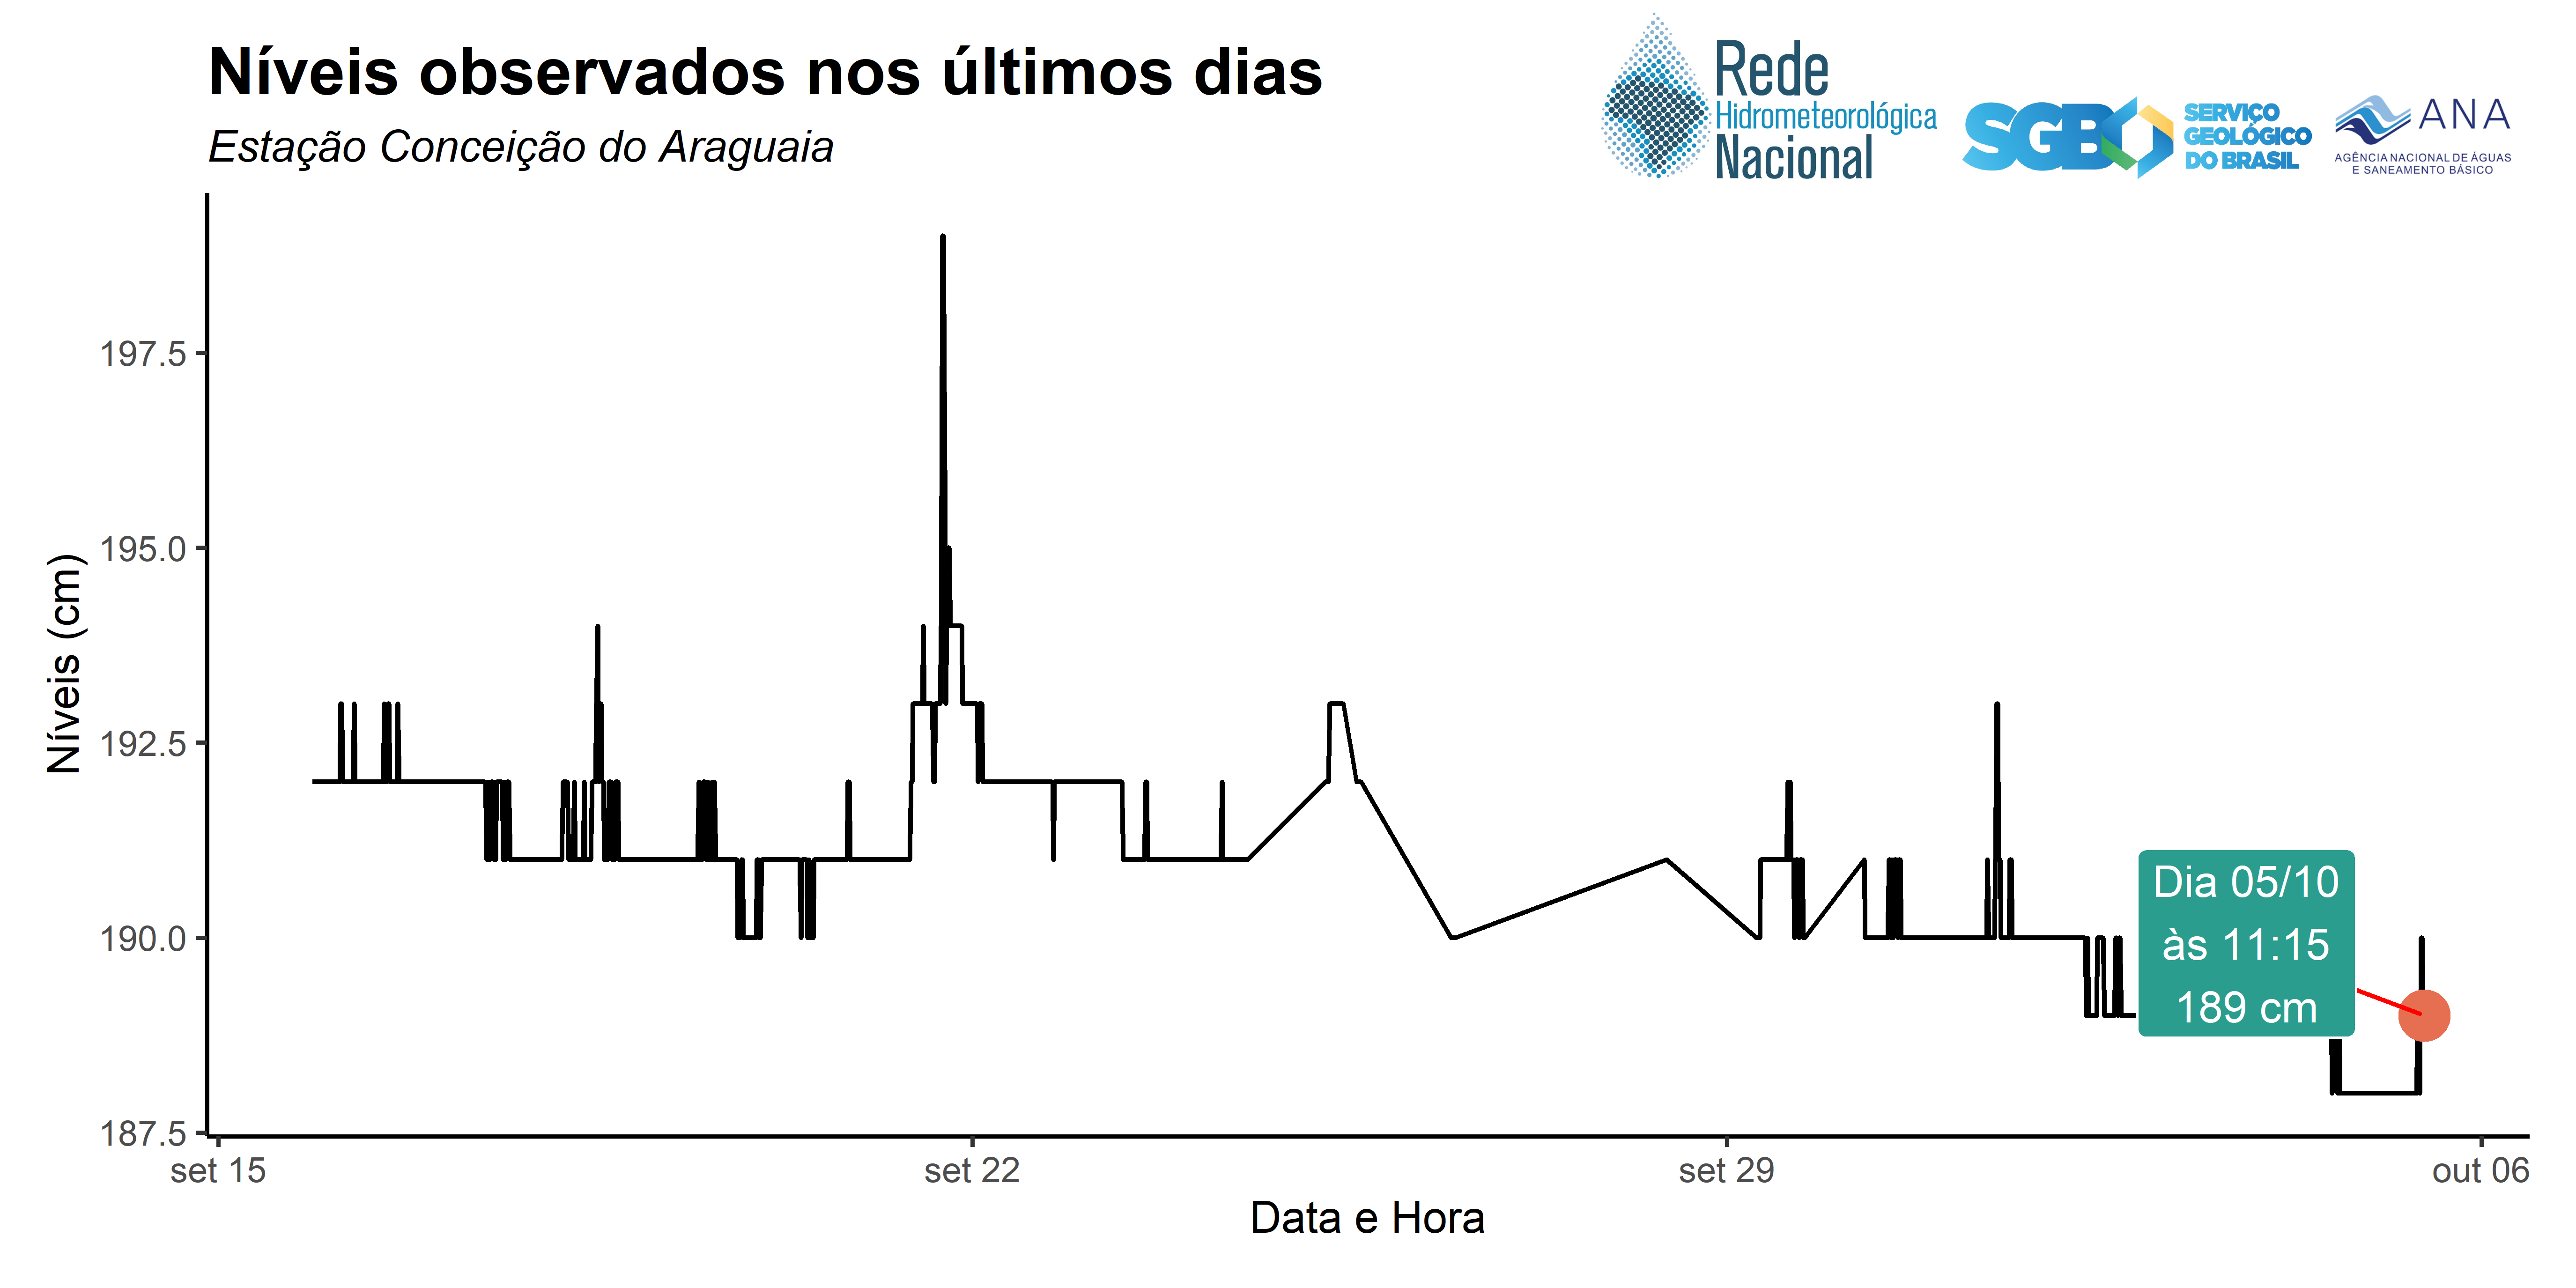 Níveis observados nos últimos dias
Estação Conceição do Araguaia
Rede
Hidrometeorológica
Nacional
SGB
SERVIÇO
GEOLÓGICO
DO BRASIL
ANA
AGÊNCIA NACIONAL DE ÁGUAS
E SANEAMENTO BÁSICO
Níveis (cm)
197.5
195.0
192.5
190.0
187.5
Dia 05/10
às 11:15
189 cm
set 15
set 22
set 29
out 06
Data e Hora